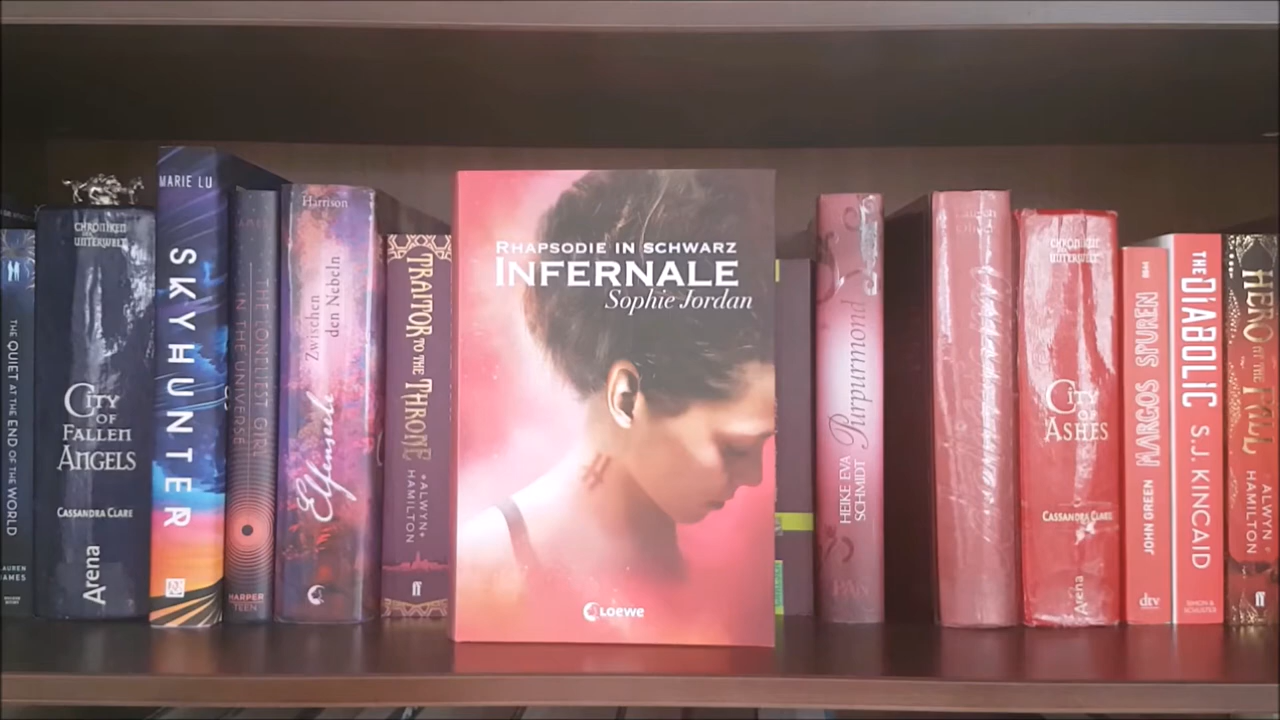 THE QUIET AT THE END OF THE WORLD
LAUREN
JAMES
CHRONIKEN
DER
UNTERWELT
CITY
OF
FALLEN
ANGELS
CASSANDRA CLARE
Arena
MARIE LU
SKYHUNTER
THE LONELIEST GIRL
IN THE UNIVERSE
HARPER
TEEN
Harrison
Zwischen
den Nebeln
Elfenseele
TRAITOR TO THE THRONE
ALWYN
HAMILTON
ff
RHAPSODIE IN SCHWARZ
INFERNALE
Sophie Jordan
Loewe
Purpurmond
HEIKE EVA
SCHMIDT
PAN
Lauren
CHRONIKEN
DER
UNTERWELT
CITY
OF
ASHES
CASSANDRA CLARE
Arena
MARGOS SPUREN
JOHN GREEN
dtv
THE DIABOLIC
S.J. KINCAID
SIMON &
SCHUSTER
HERO AT THE FALL
ALWYN
HAMILTON
ff